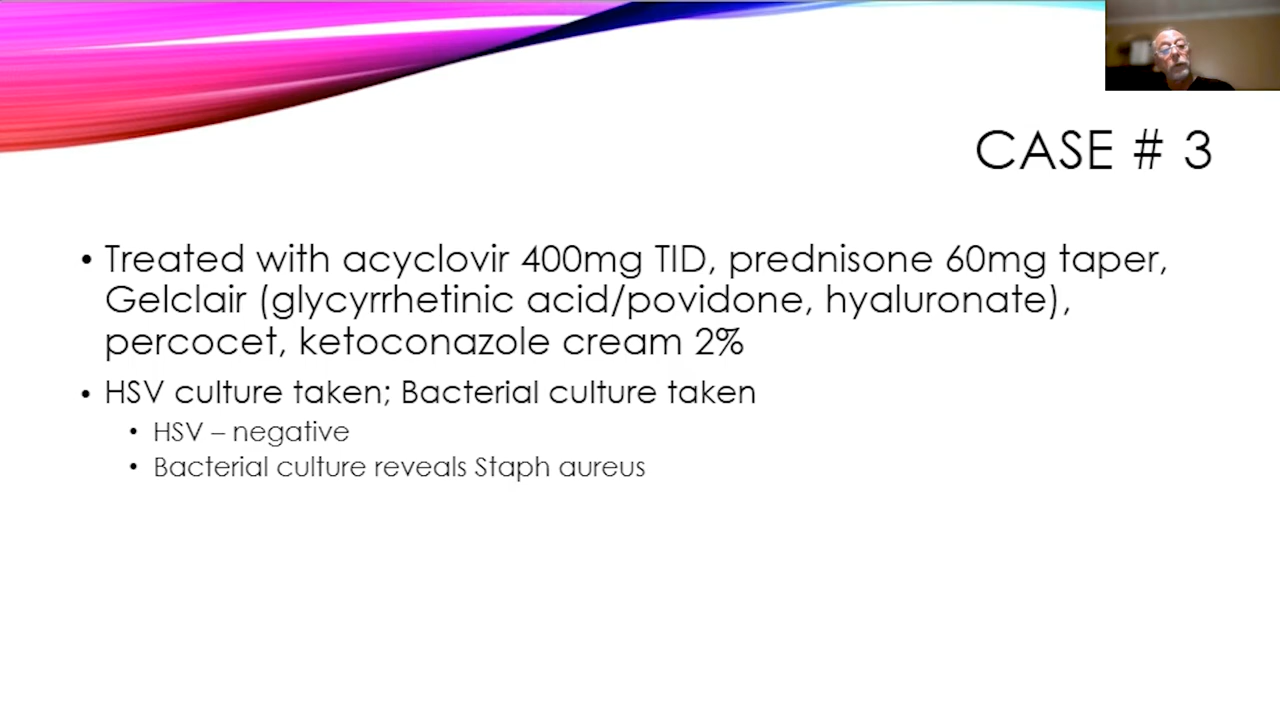 CASE # 3
• Treated with acyclovir 400mg TID, prednisone 60mg taper,
Gelclair (glycyrrhetinic acid/povidone, hyaluronate),
percocet, ketoconazole cream 2%
• HSV culture taken; Bacterial culture taken
• HSV – negative
• Bacterial culture reveals Staph aureus